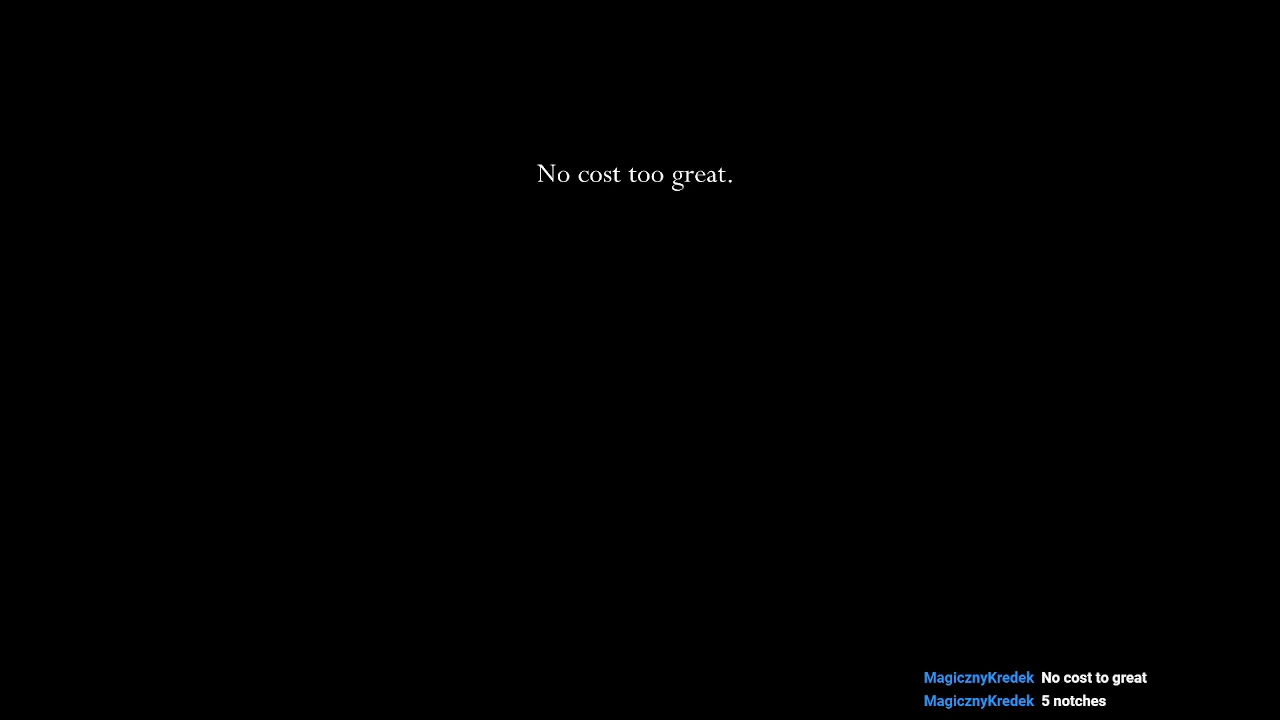 No cost too great.
MagicznyKredek No cost to great
MagicznyKredek 5 notches